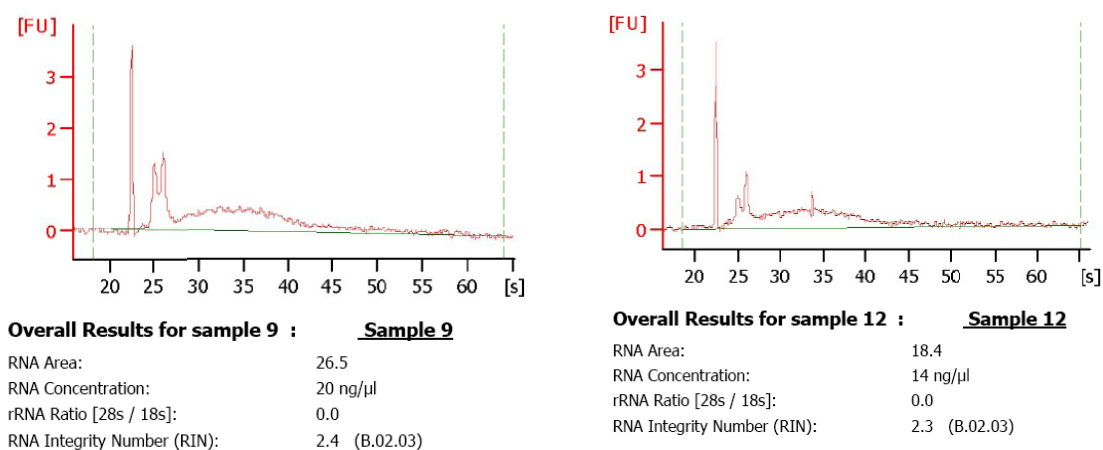 [FU]
3
2
1
0
20 25 30 35 40 45 50 55 60 [s]
Overall Results for sample 9 : Sample 9
RNA Area: 26.5
RNA Concentration: 20 ng/µl
rRNA Ratio [28s / 18s]: 0.0
RNA Integrity Number (RIN): 2.4 (B.02.03)
[FU]
3
2
1
0
20 25 30 35 40 45 50 55 60 [s]
Overall Results for sample 12 : Sample 12
RNA Area: 18.4
RNA Concentration: 14 ng/µl
rRNA Ratio [28s / 18s]: 0.0
RNA Integrity Number (RIN): 2.3 (B.02.03)